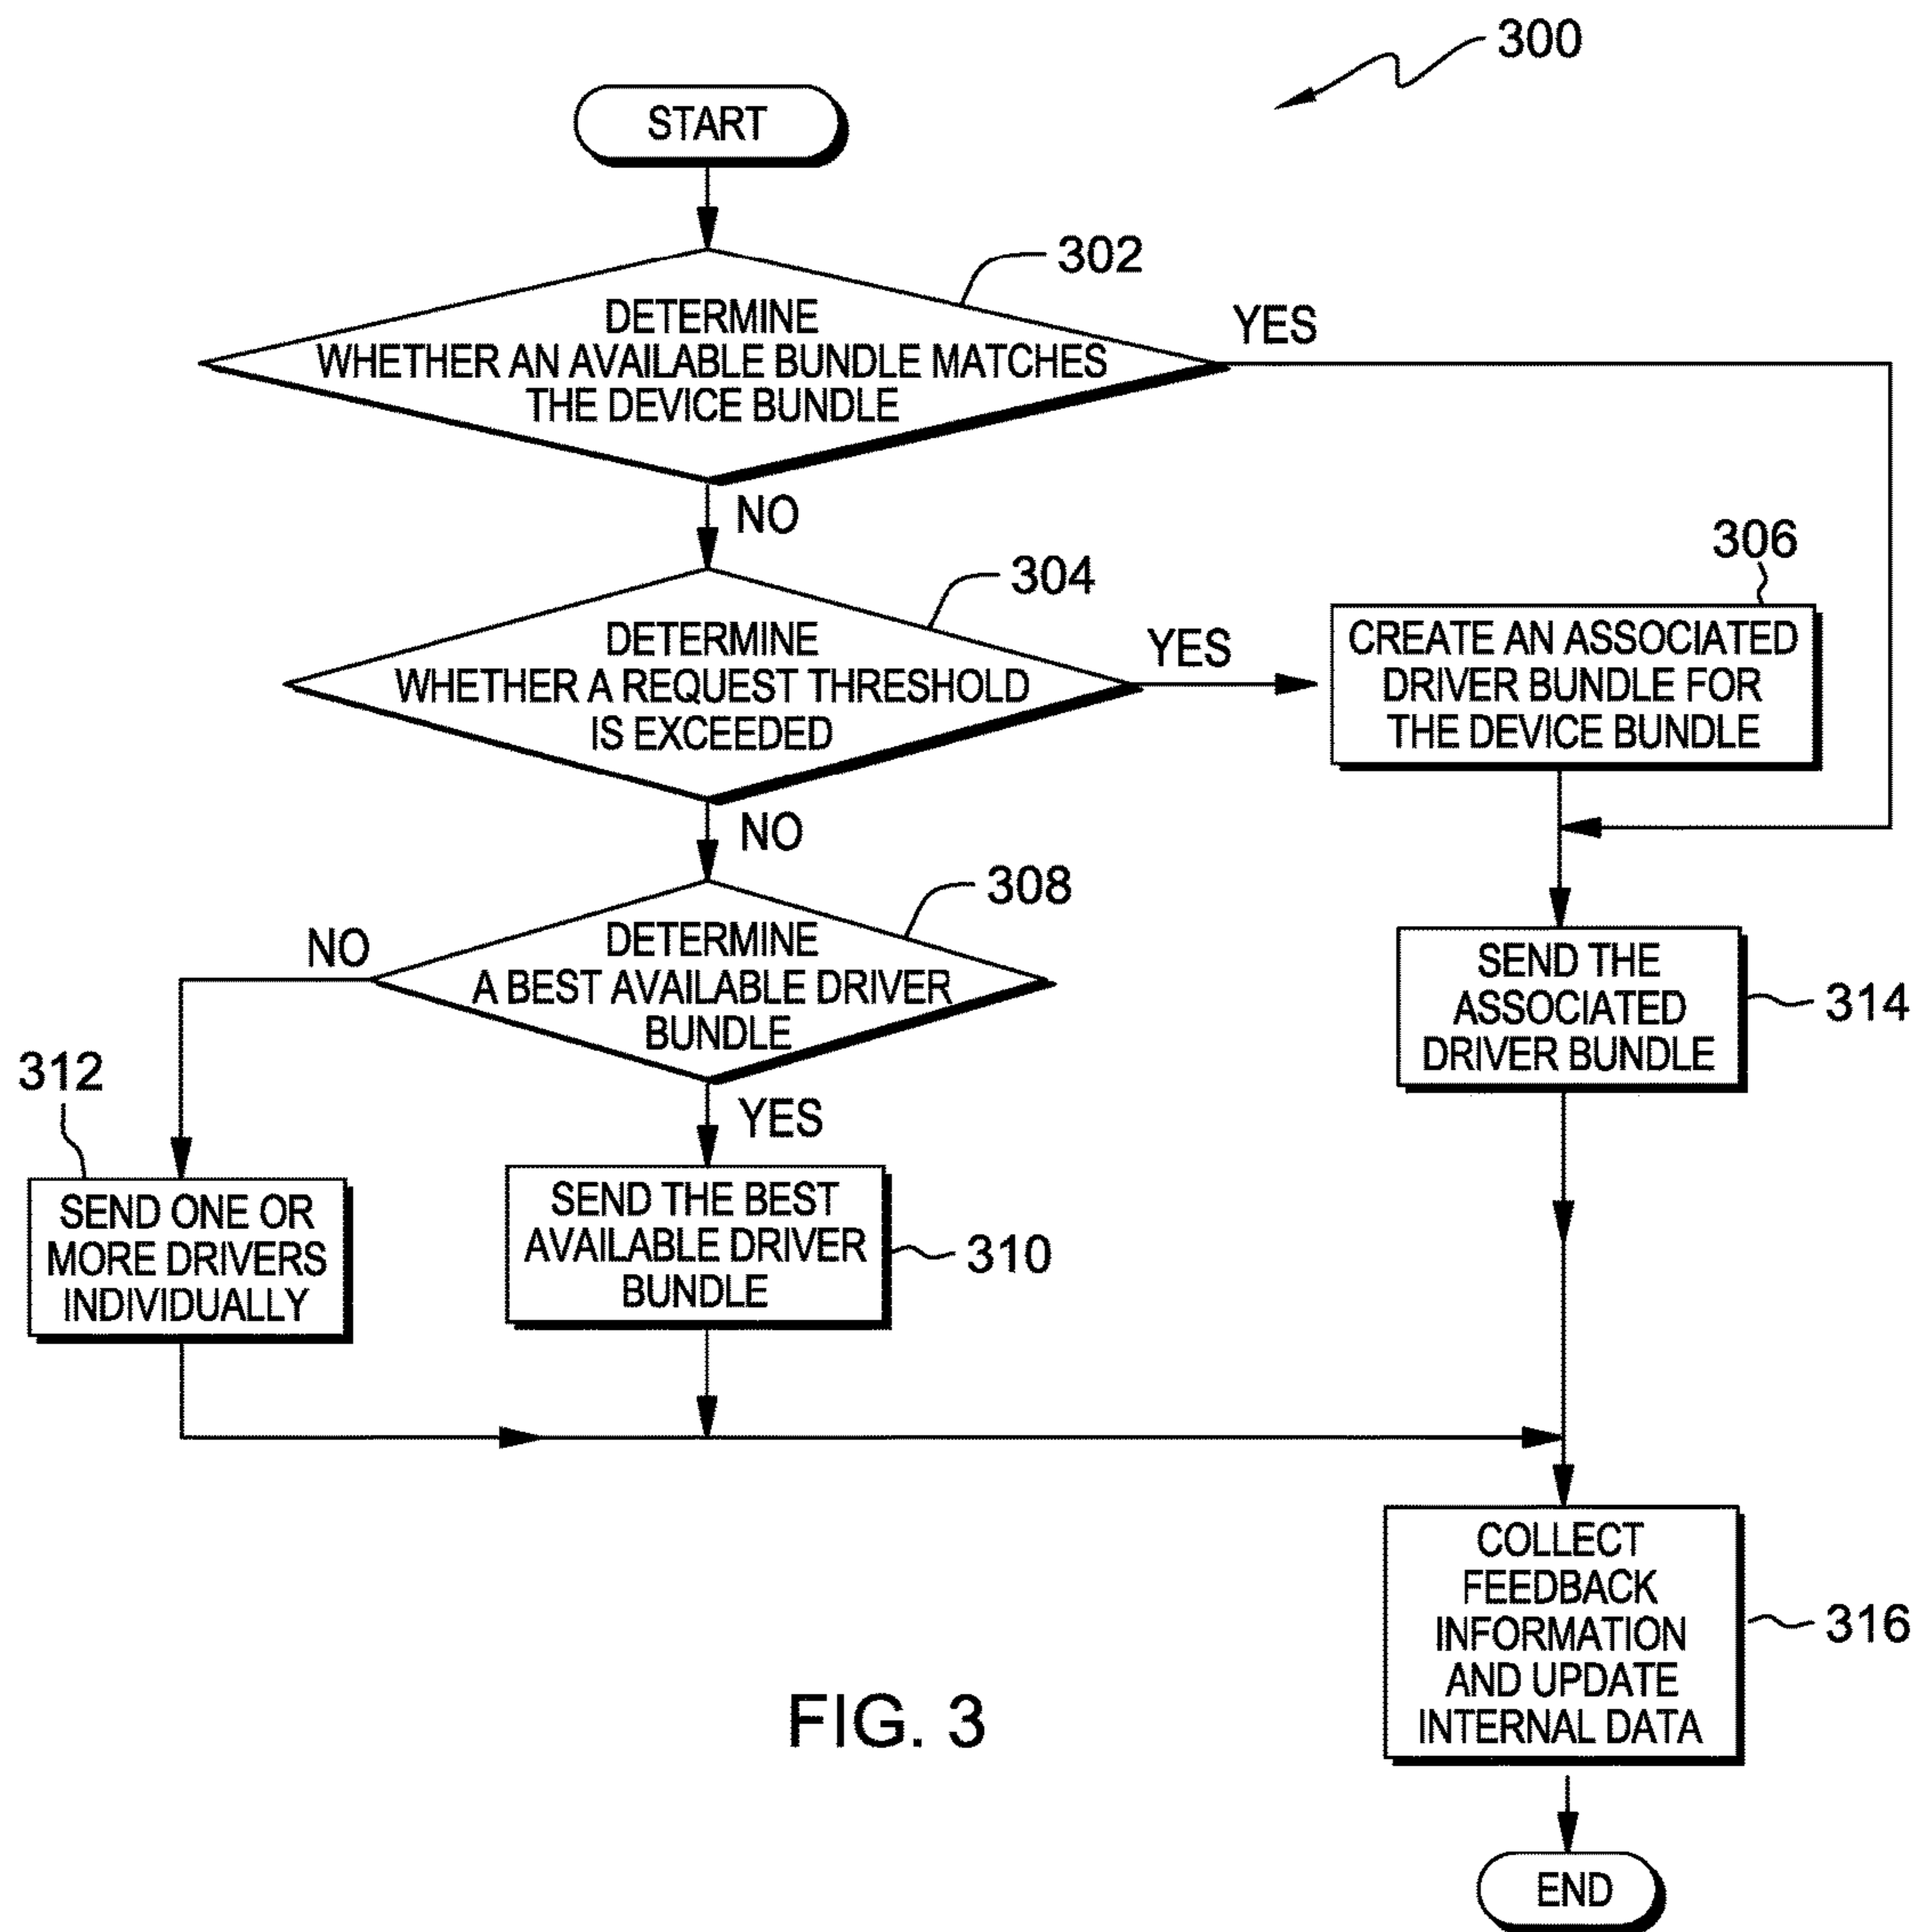 300
START
302
DETERMINE
WHETHER AN AVAILABLE BUNDLE MATCHES
THE DEVICE BUNDLE
YES
NO
304
DETERMINE
WHETHER A REQUEST THRESHOLD
IS EXCEEDED
YES
306
CREATE AN ASSOCIATED
DRIVER BUNDLE FOR
THE DEVICE BUNDLE
NO
308
DETERMINE
A BEST AVAILABLE DRIVER
BUNDLE
NO
YES
SEND THE
ASSOCIATED
DRIVER BUNDLE
314
312
SEND ONE OR
MORE DRIVERS
INDIVIDUALLY
SEND THE BEST
AVAILABLE DRIVER
BUNDLE
310
COLLECT
FEEDBACK
INFORMATION
AND UPDATE
INTERNAL DATA
316
FIG. 3
END